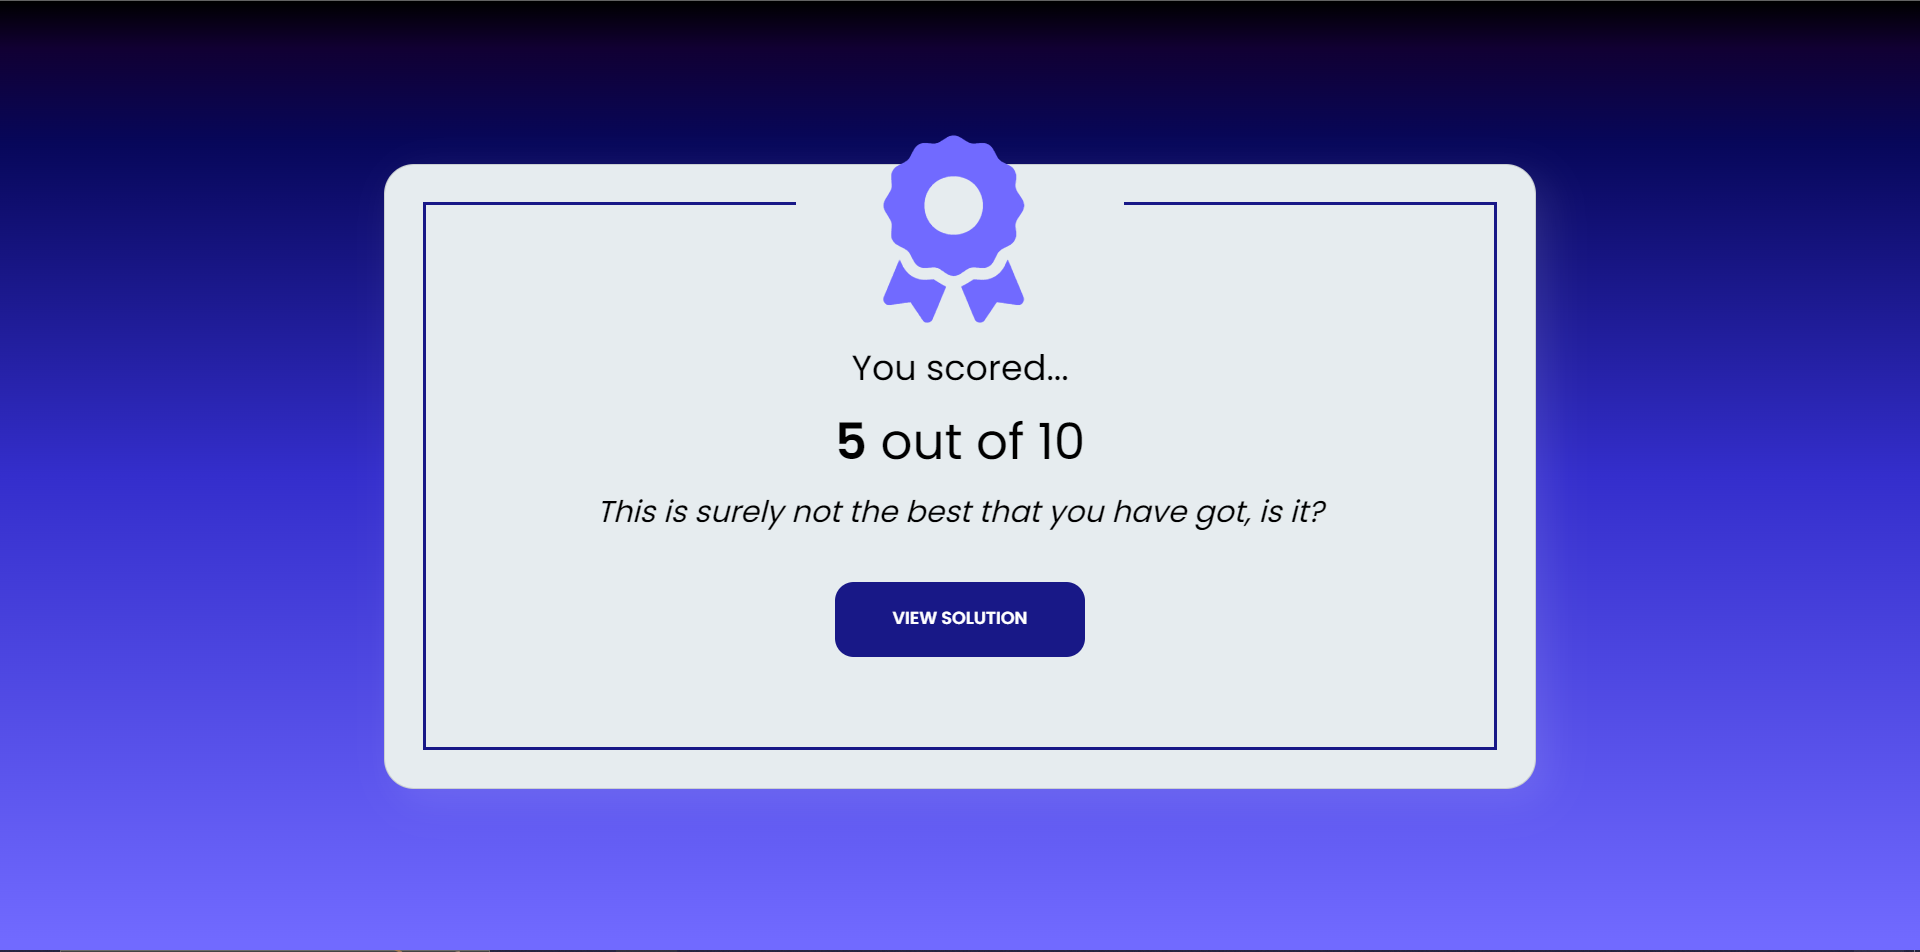 You scored...
5 out of 10
This is surely not the best that you have got, is it?
VIEW SOLUTION